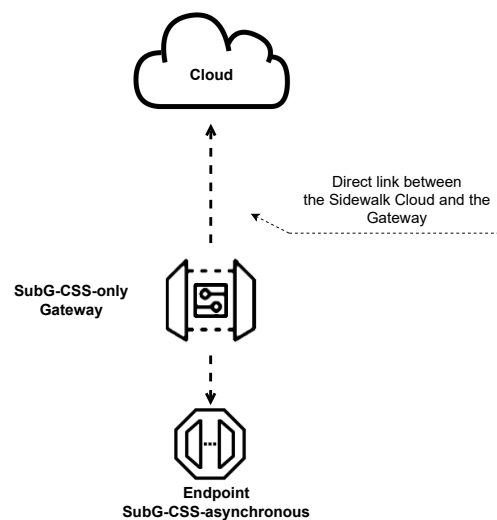 Cloud
Direct link between
the Sidewalk Cloud and the
Gateway
SubG-CSS-only
Gateway
Endpoint
SubG-CSS-asynchronous